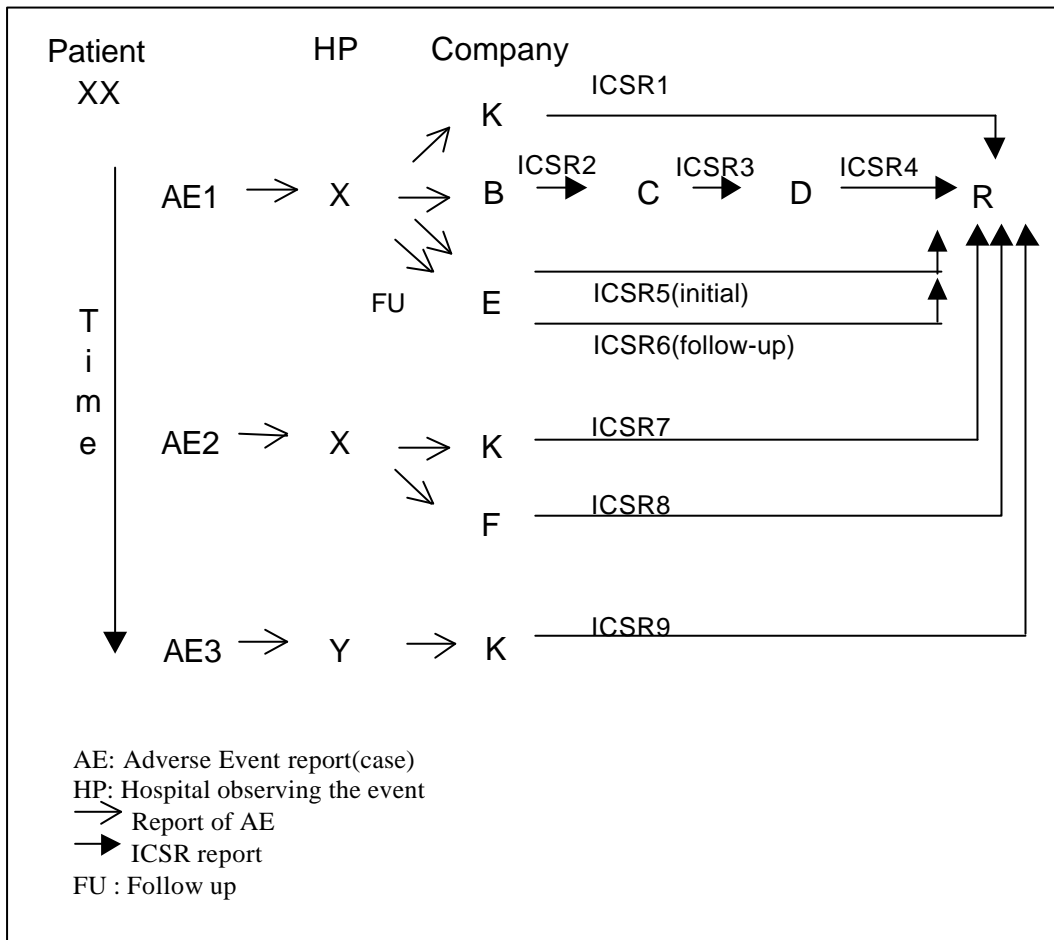 Patient HP Company
XX
ICSR1
K
AE1 X B ICSR2 C ICSR3 D ICSR4 R
FU E ICSR5(initial)
ICSR6(follow-up)
T
i
m
e
AE2 X K ICSR7
F ICSR8
AE3 Y K ICSR9
AE: Adverse Event report(case)
HP: Hospital observing the event
Report of AE
ICSR report
FU : Follow up